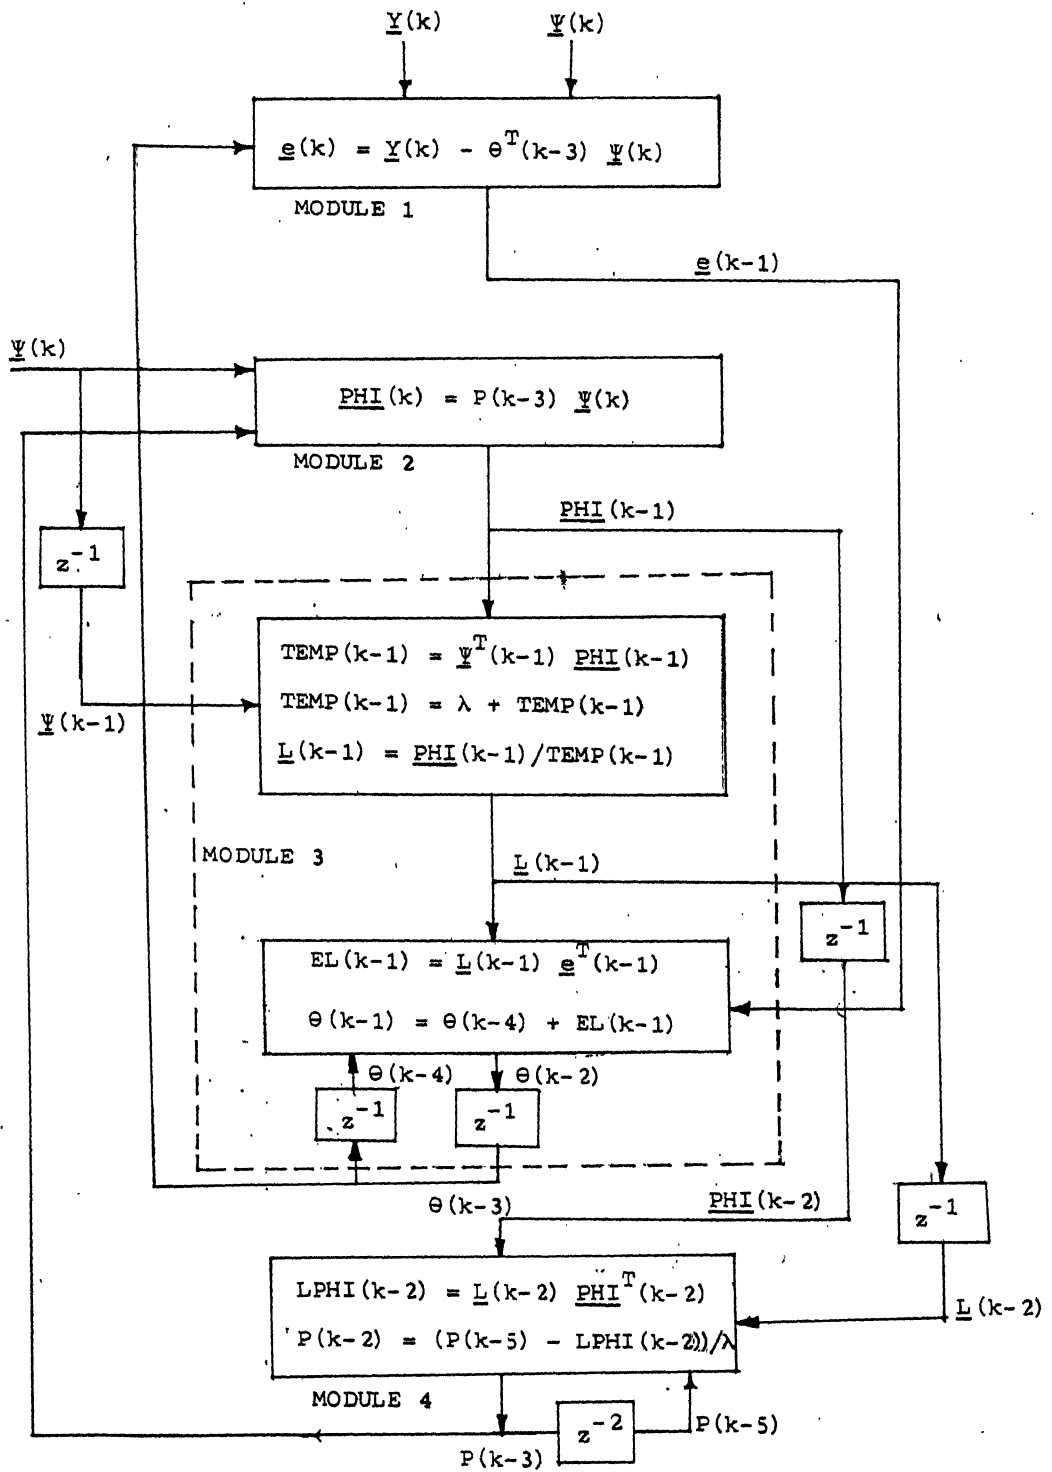 Y(k) Ψ(k)
e(k) = Y(k) - θ^T(k-3) Ψ(k)
MODULE 1
e(k-1)
Ψ(k)
PHI(k) = P(k-3) Ψ(k)
MODULE 2
PHI(k-1)
z^-1
TEMP(k-1) = Ψ^T(k-1) PHI(k-1)
TEMP(k-1) = λ + TEMP(k-1)
Ψ(k-1)
L(k-1) = PHI(k-1)/TEMP(k-1)
MODULE 3
L(k-1)
z^-1
EL(k-1) = L(k-1) e^T(k-1)
θ(k-1) = θ(k-4) + EL(k-1)
θ(k-4) θ(k-2)
z^-1 z^-1
θ(k-3)
PHI(k-2)
z^-1
LPHI(k-2) = L(k-2) PHI^T(k-2)
L(k-2)
P(k-2) = (P(k-5) - LPHI(k-2))/λ
MODULE 4
z^-2
P(k-5)
P(k-3)